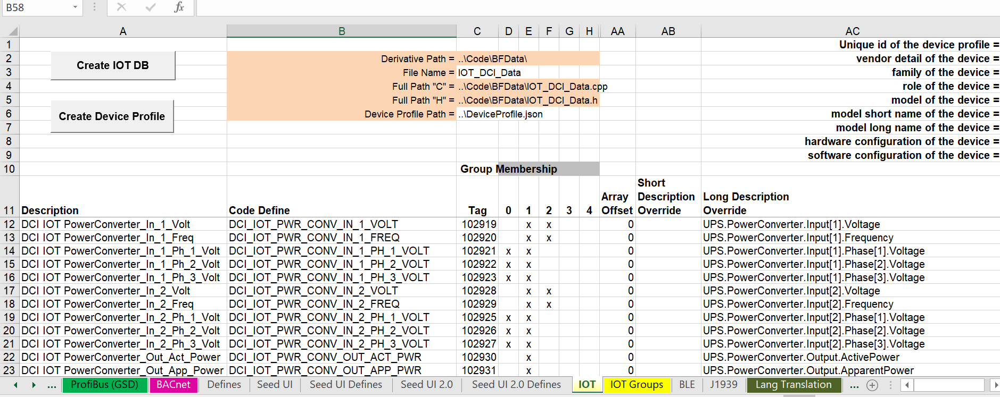 B58 fx
A B C D E F G H AA AB AC
1 Unique id of the device profile =
Create IOT DB
2 Derivative Path = ..\Code\BFData\ vendor detail of the device =
3 File Name = IOT_DCI_Data family of the device =
4 Full Path "C" = ..\Code\BFData\IOT_DCI_Data.cpp role of the device =
5 Full Path "H" = ..\Code\BFData\IOT_DCI_Data.h model of the device =
Create Device Profile
6 Device Profile Path = ..\DeviceProfile.json model short name of the device =
7 model long name of the device =
8 hardware configuration of the device =
9 software configuration of the device =
10 Group Membership
Short
Array Description Long Description
11 Description Code Define Tag 0 1 2 3 4 Offset Override Override
12 DCI IOT PowerConverter_In_1_Volt DCI_IOT_PWR_CONV_IN_1_VOLT 102919 x x 0 UPS.PowerConverter.Input[1].Voltage
13 DCI IOT PowerConverter_In_1_Freq DCI_IOT_PWR_CONV_IN_1_FREQ 102920 x x 0 UPS.PowerConverter.Input[1].Frequency
14 DCI IOT PowerConverter_In_1_Ph_1_Volt DCI_IOT_PWR_CONV_IN_1_PH_1_VOLT 102921 x x 0 UPS.PowerConverter.Input[1].Phase[1].Voltage
15 DCI IOT PowerConverter_In_1_Ph_2_Volt DCI_IOT_PWR_CONV_IN_1_PH_2_VOLT 102922 x x 0 UPS.PowerConverter.Input[1].Phase[2].Voltage
16 DCI IOT PowerConverter_In_1_Ph_3_Volt DCI_IOT_PWR_CONV_IN_1_PH_3_VOLT 102923 x x 0 UPS.PowerConverter.Input[1].Phase[3].Voltage
17 DCI IOT PowerConverter_In_2_Volt DCI_IOT_PWR_CONV_IN_2_VOLT 102928 x x 0 UPS.PowerConverter.Input[2].Voltage
18 DCI IOT PowerConverter_In_2_Freq DCI_IOT_PWR_CONV_IN_2_FREQ 102929 x x 0 UPS.PowerConverter.Input[2].Frequency
19 DCI IOT PowerConverter_In_2_Ph_1_Volt DCI_IOT_PWR_CONV_IN_2_PH_1_VOLT 102925 x x 0 UPS.PowerConverter.Input[2].Phase[1].Voltage
20 DCI IOT PowerConverter_In_2_Ph_2_Volt DCI_IOT_PWR_CONV_IN_2_PH_2_VOLT 102926 x x 0 UPS.PowerConverter.Input[2].Phase[2].Voltage
21 DCI IOT PowerConverter_In_2_Ph_3_Volt DCI_IOT_PWR_CONV_IN_2_PH_3_VOLT 102927 x x 0 UPS.PowerConverter.Input[2].Phase[3].Voltage
22 DCI IOT PowerConverter_Out_Act_Power DCI_IOT_PWR_CONV_OUT_ACT_PWR 102930 x 0 UPS.PowerConverter.Output.ActivePower
23 DCI IOT PowerConverter_Out_App_Power DCI_IOT_PWR_CONV_OUT_APP_PWR 102931 x 0 UPS.PowerConverter.Output.ApparentPower
... ProfiBus (GSD) BACnet Defines Seed UI Seed UI Defines Seed UI 2.0 Seed UI 2.0 Defines IOT IOT Groups BLE J1939 Lang Translation ...